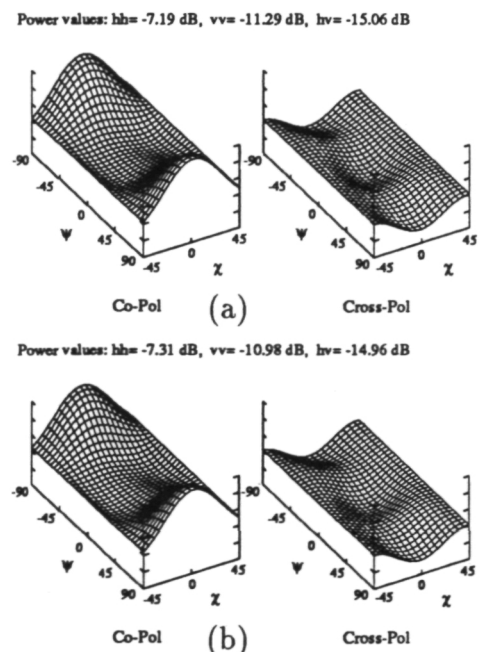 Power values: hh= -7.19 dB, vv= -11.29 dB, hv= -15.06 dB
-90
-45
0
45
90
Ψ
-45
0
45
χ
-90
-45
0
45
90
Ψ
-45
0
45
χ
Co-Pol
(a)
Cross-Pol
Power values: hh= -7.31 dB, vv= -10.98 dB, hv= -14.96 dB
-90
-45
0
45
90
Ψ
-45
0
45
χ
-90
-45
0
45
90
Ψ
-45
0
45
χ
Co-Pol
(b)
Cross-Pol